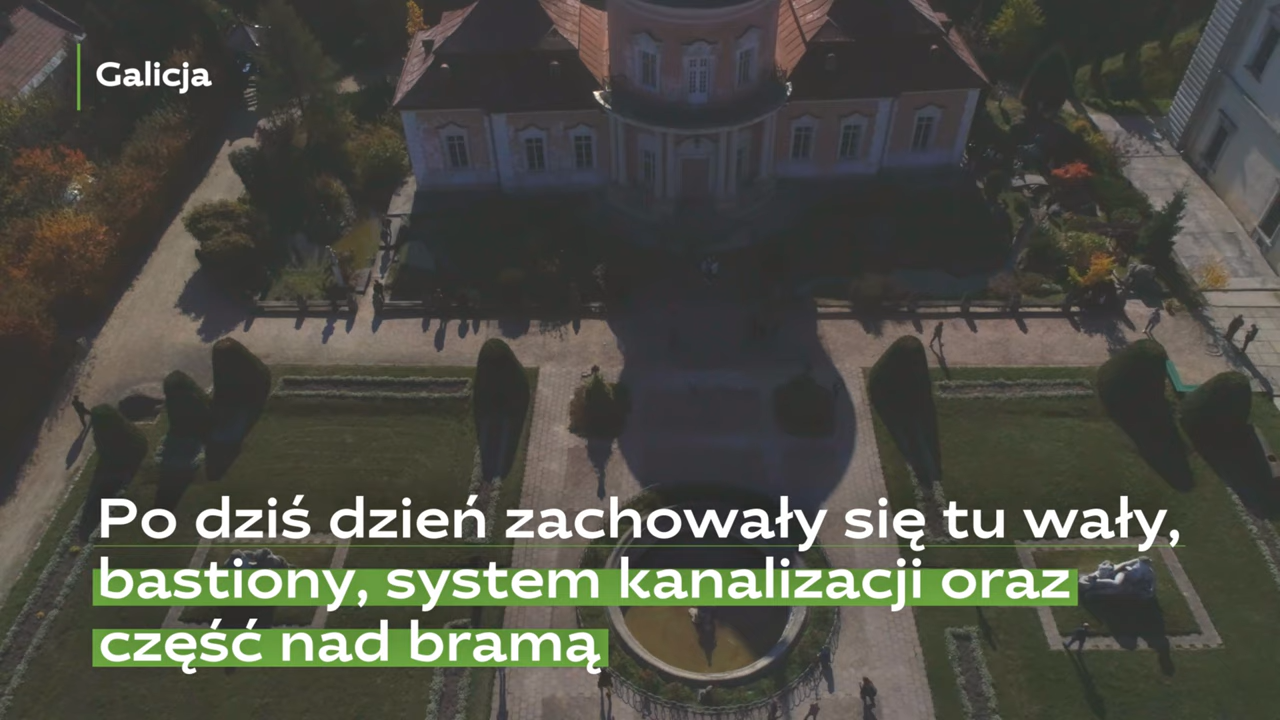 Galicja
Po dziś dzień zachowały się tu wały,
bastiony, system kanalizacji oraz
część nad bramą